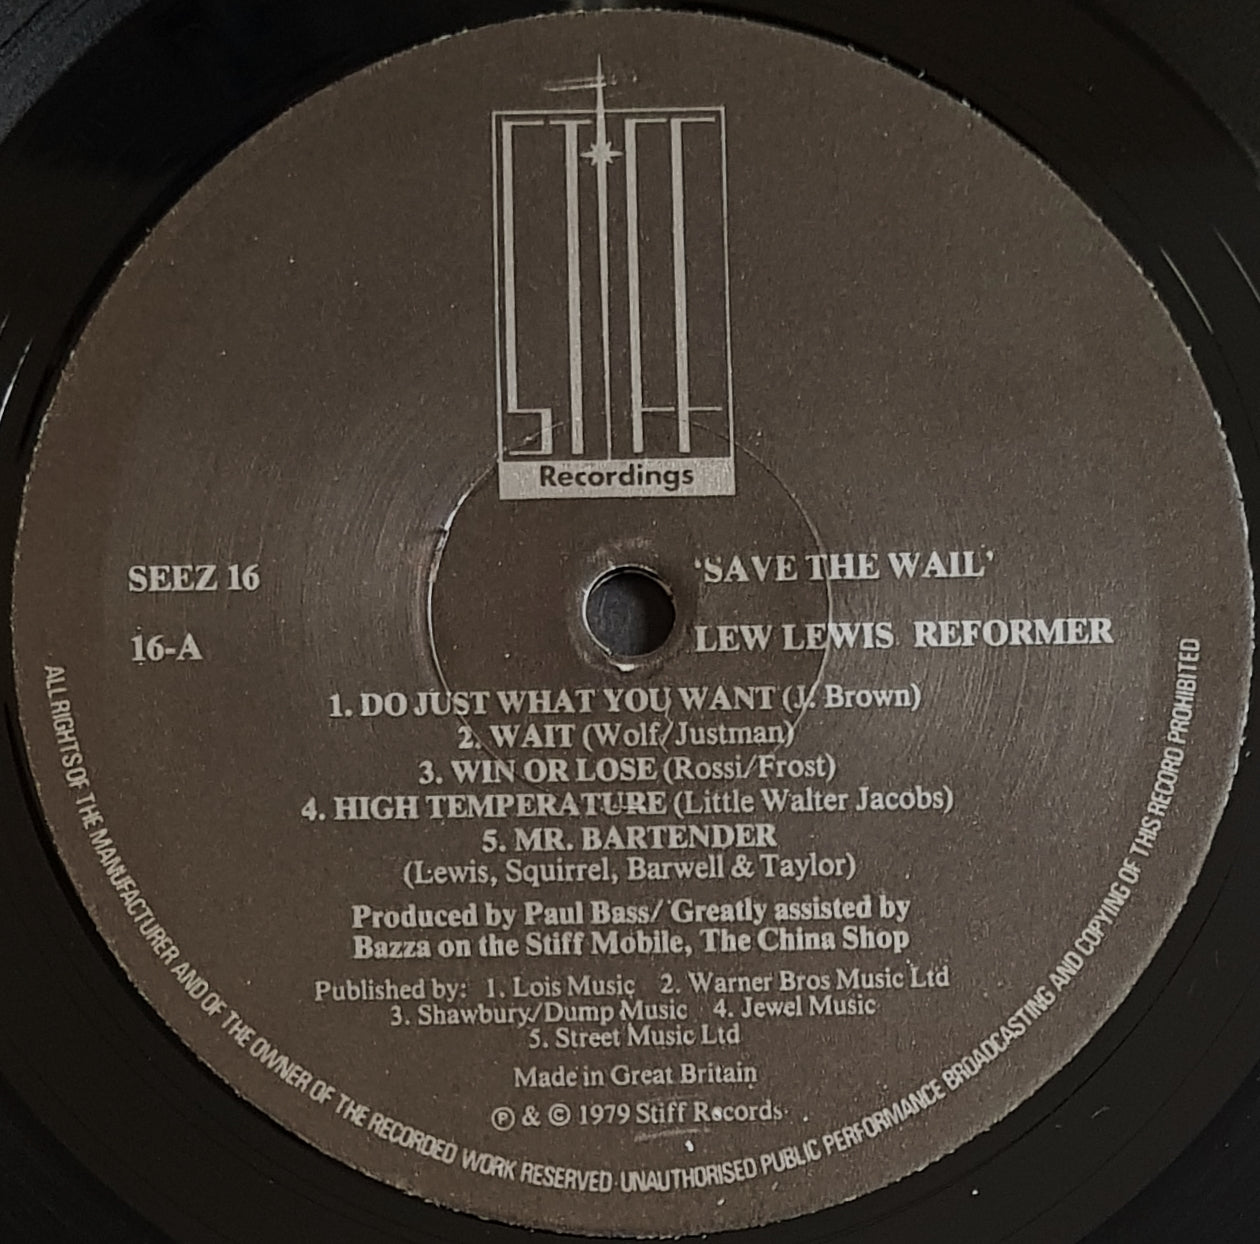 STIFF
Recordings
SEEZ 16
'SAVE THE WAIL'
16-A
LEW LEWIS REFORMER
1. DO JUST WHAT YOU WANT (J. Brown)
2. WAIT (Wolf/Justman)
3. WIN OR LOSE (Rossi/Frost)
4. HIGH TEMPERATURE (Little Walter Jacobs)
5. MR. BARTENDER
(Lewis, Squirrel, Barwell & Taylor)
Produced by Paul Bass/ Greatly assisted by
Bazza on the Stiff Mobile, The China Shop
Published by: 1. Lois Music 2. Warner Bros Music Ltd
3. Shawbury/Dump Music 4. Jewel Music
5. Street Music Ltd
Made in Great Britain
℗ & © 1979 Stiff Records
ALL RIGHTS OF THE MANUFACTURER AND OF THE OWNER OF THE RECORDED WORK RESERVED · UNAUTHORISED PUBLIC PERFORMANCE BROADCASTING AND COPYING OF THIS RECORD PROHIBITED